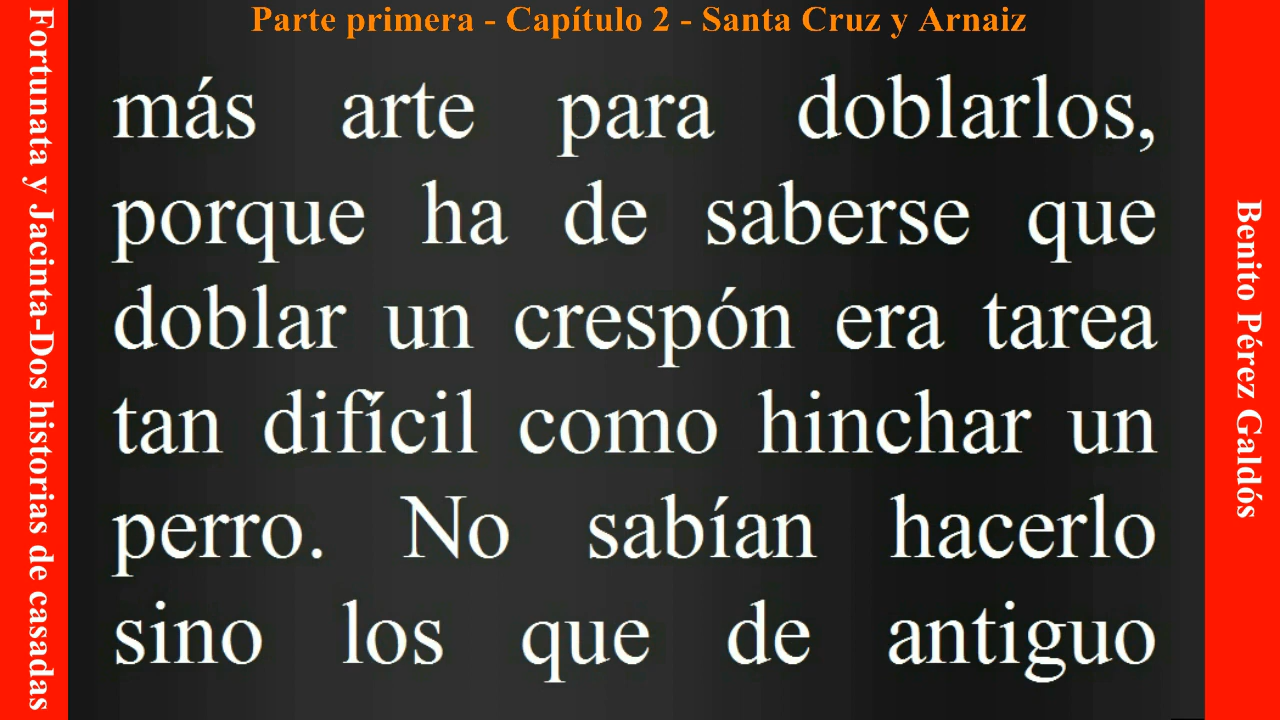 Parte primera - Capítulo 2 - Santa Cruz y Arnaiz
Fortunata y Jacinta-Dos historias de casadas
más arte para doblarlos,
porque ha de saberse que
doblar un crespón era tarea
tan difícil como hinchar un
perro. No sabían hacerlo
sino los que de antiguo
Benito Pérez Galdós